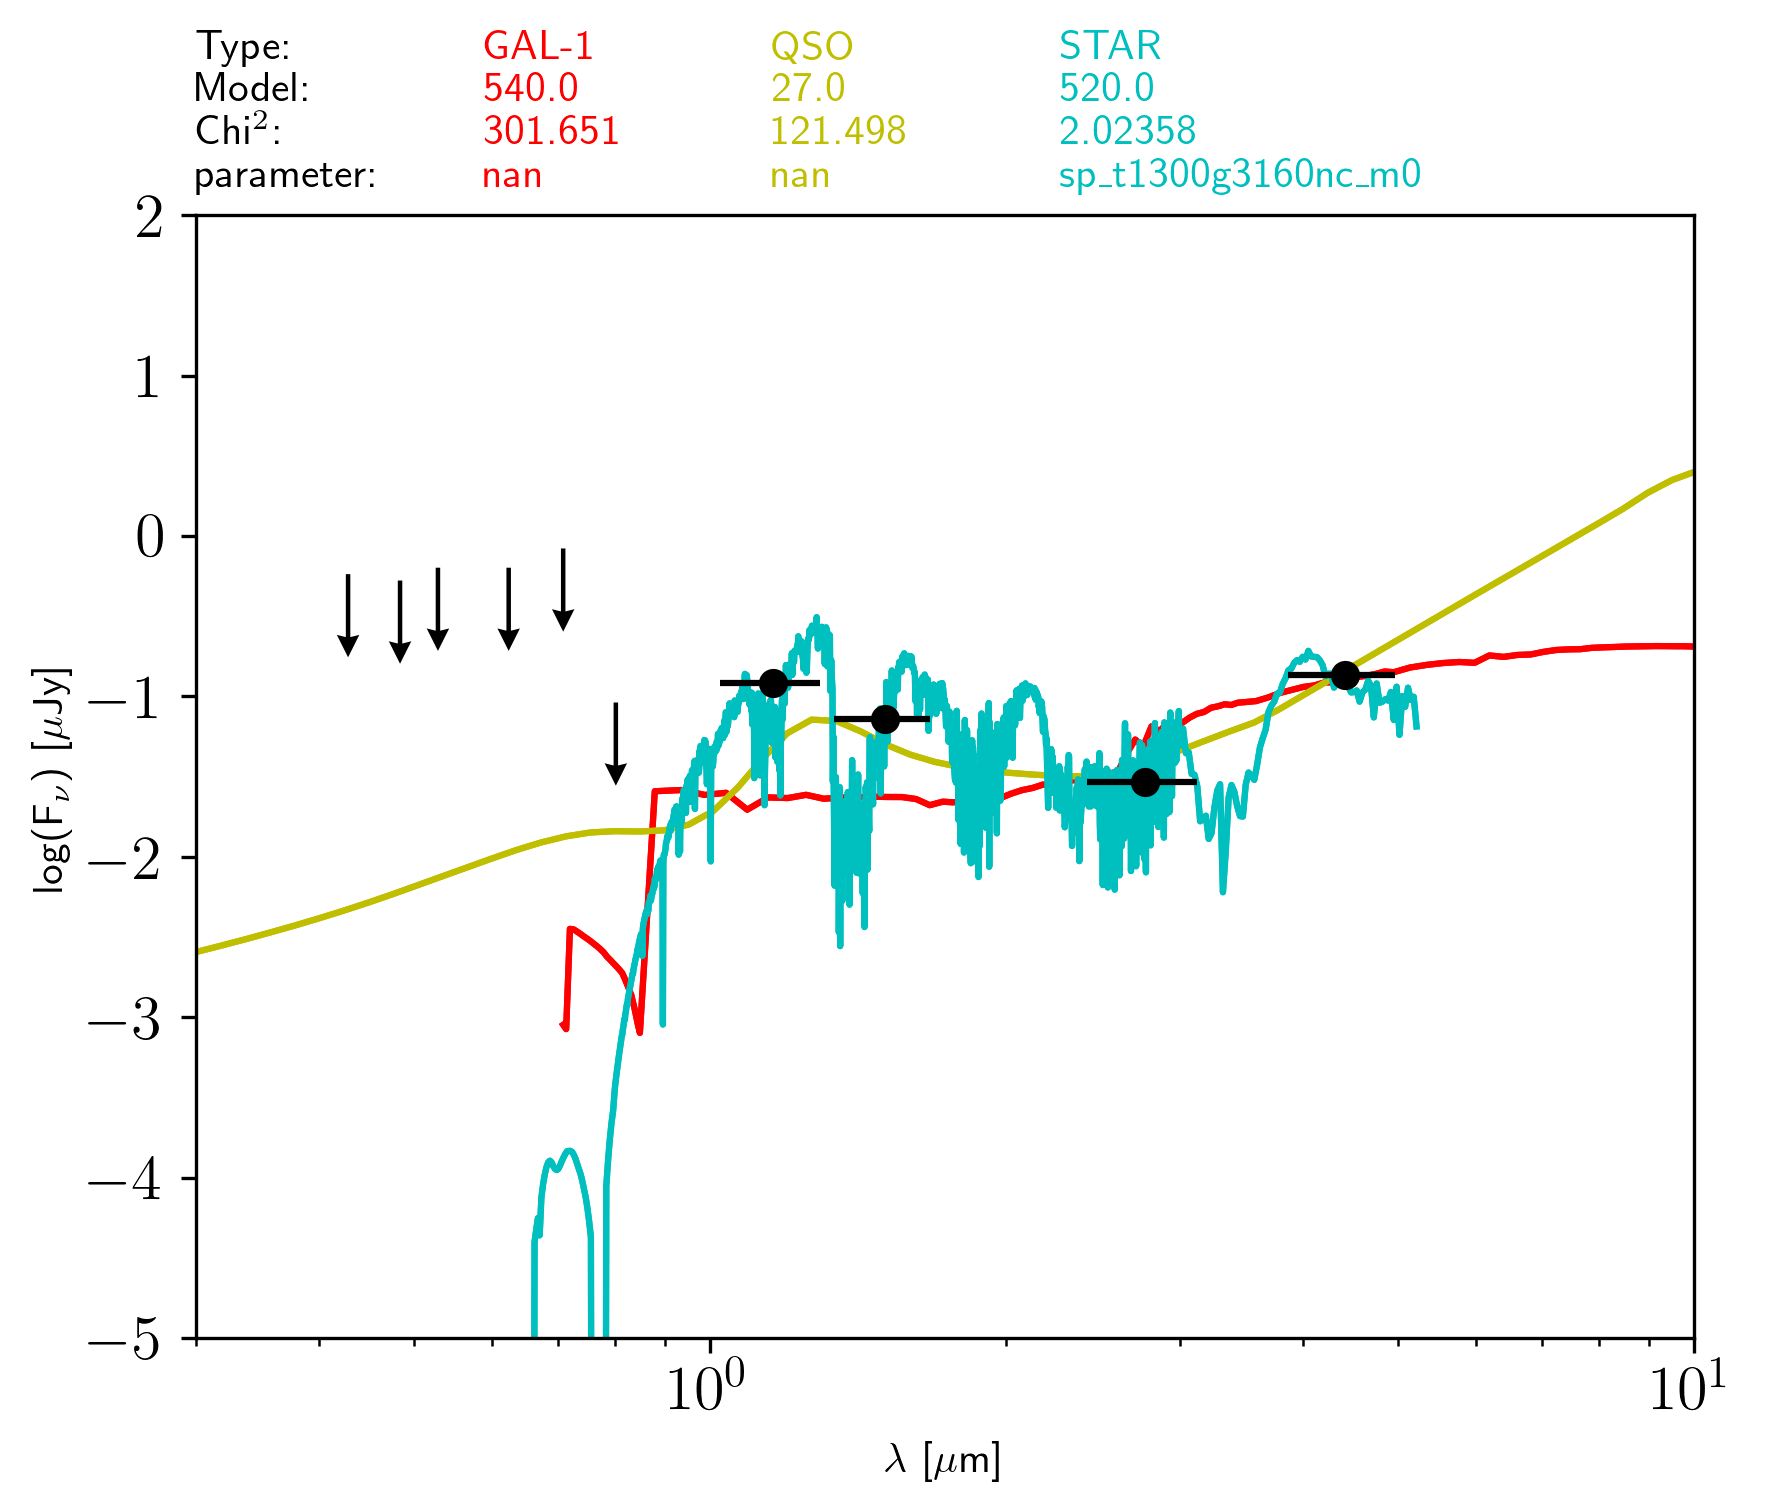 Type: GAL-1 QSO STAR
Model: 540.0 27.0 520.0
Chi²: 301.651 121.498 2.02358
parameter: nan nan sp_t1300g3160nc_m0
2
1
0
−1
−2
−3
−4
−5
log(Fν) [μJy]
10⁰ 10¹
λ [μm]